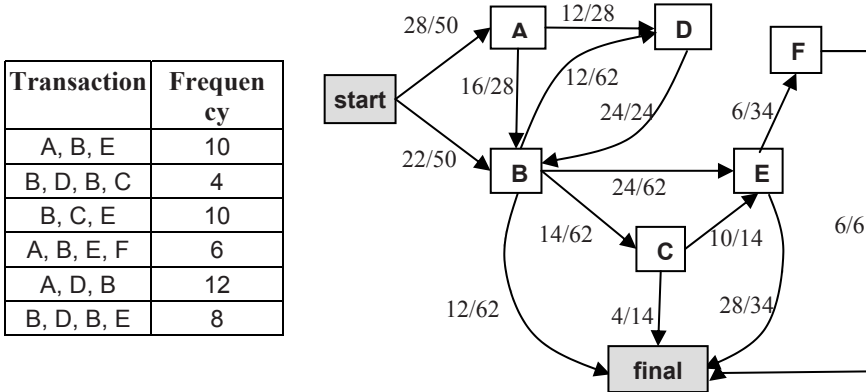 Transaction Frequen
cy
A, B, E 10
B, D, B, C 4
B, C, E 10
A, B, E, F 6
A, D, B 12
B, D, B, E 8
28/50
12/28
A
D
F
start
16/28
12/62
24/24
6/34
22/50
B
24/62
E
14/62
C
10/14
6/6
12/62
4/14
28/34
final